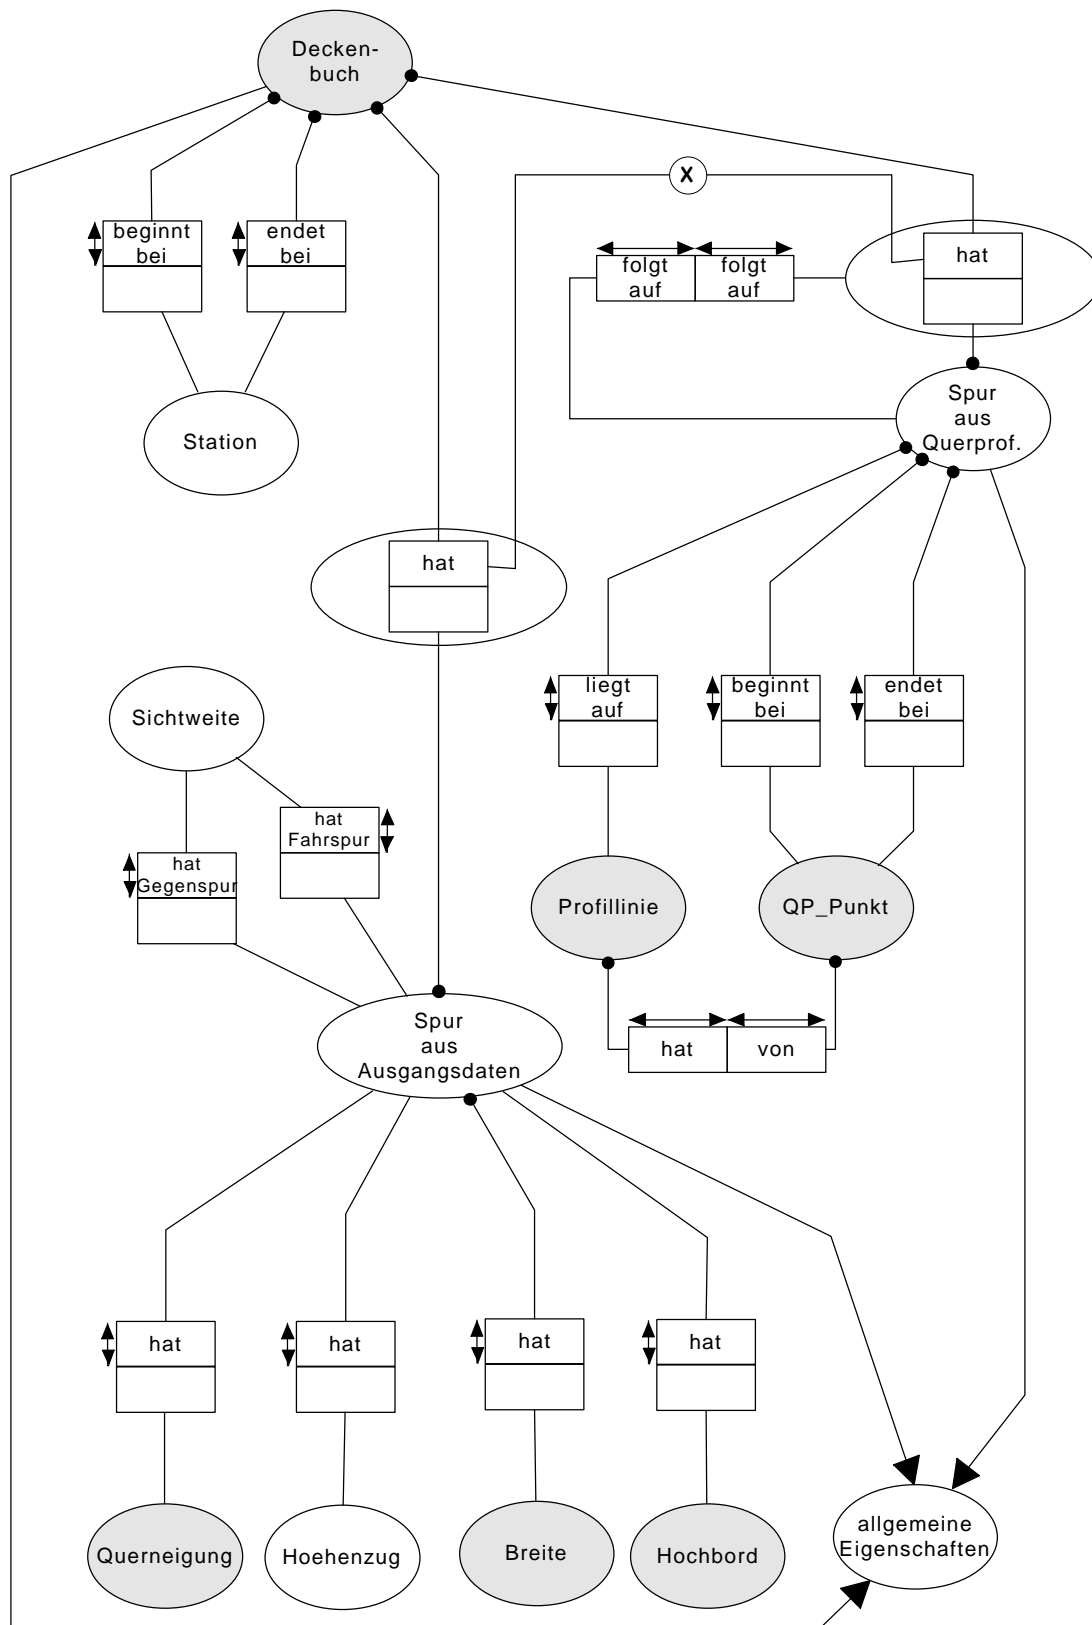 Decken-
buch
X
beginnt
bei
endet
bei
folgt
auf
folgt
auf
hat
Spur
aus
Querprof.
Station
hat
liegt
auf
beginnt
bei
endet
bei
Sichtweite
hat
Fahrspur
hat
Gegenspur
Profillinie
QP_Punkt
hat
von
Spur
aus
Ausgangsdaten
hat
hat
hat
hat
Querneigung
Hoehenzug
Breite
Hochbord
allgemeine
Eigenschaften